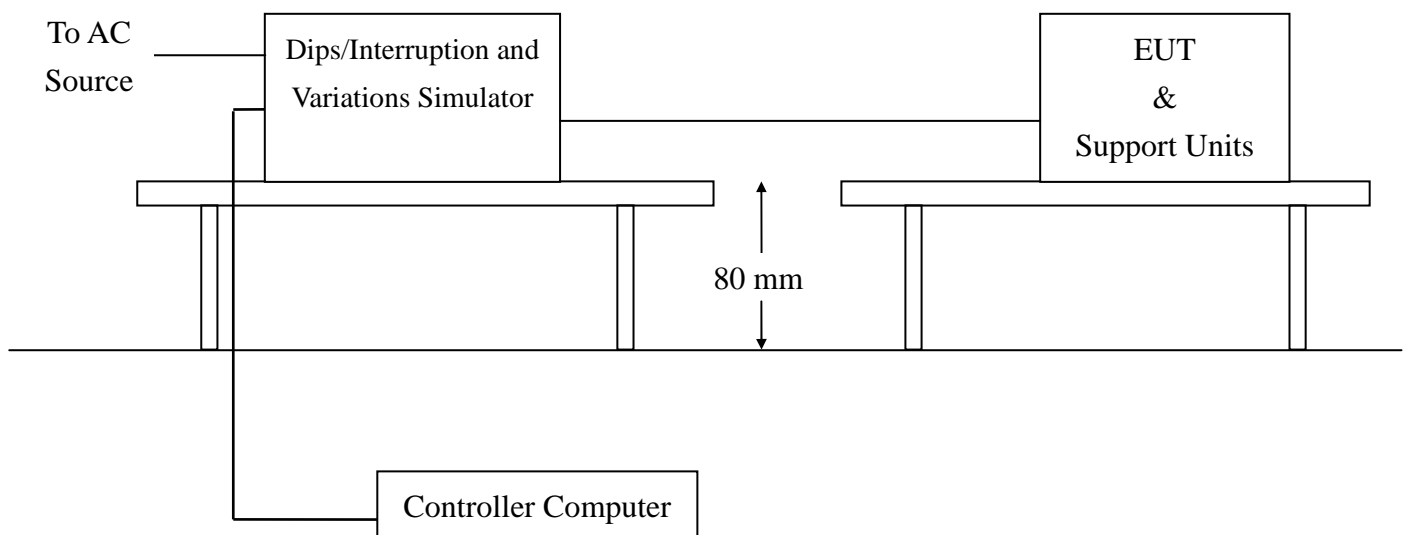 To AC
Source
Dips/Interruption and
Variations Simulator
EUT
&
Support Units
80 mm
Controller Computer